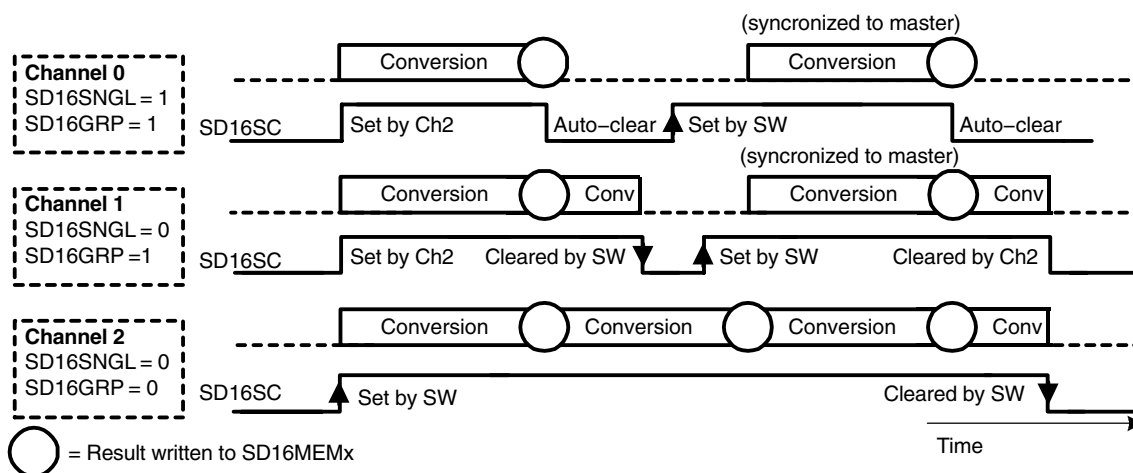 (syncronized to master)
Conversion
Conversion
Channel 0
SD16SNGL = 1
SD16GRP = 1
SD16SC
Set by Ch2
Auto-clear
Set by SW
Auto-clear
(syncronized to master)
Conversion
Conv
Conversion
Conv
Channel 1
SD16SNGL = 0
SD16GRP = 1
SD16SC
Set by Ch2
Cleared by SW
Set by SW
Cleared by Ch2
Conversion
Conversion
Conversion
Conv
Channel 2
SD16SNGL = 0
SD16GRP = 0
SD16SC
Set by SW
Cleared by SW
= Result written to SD16MEMx
Time